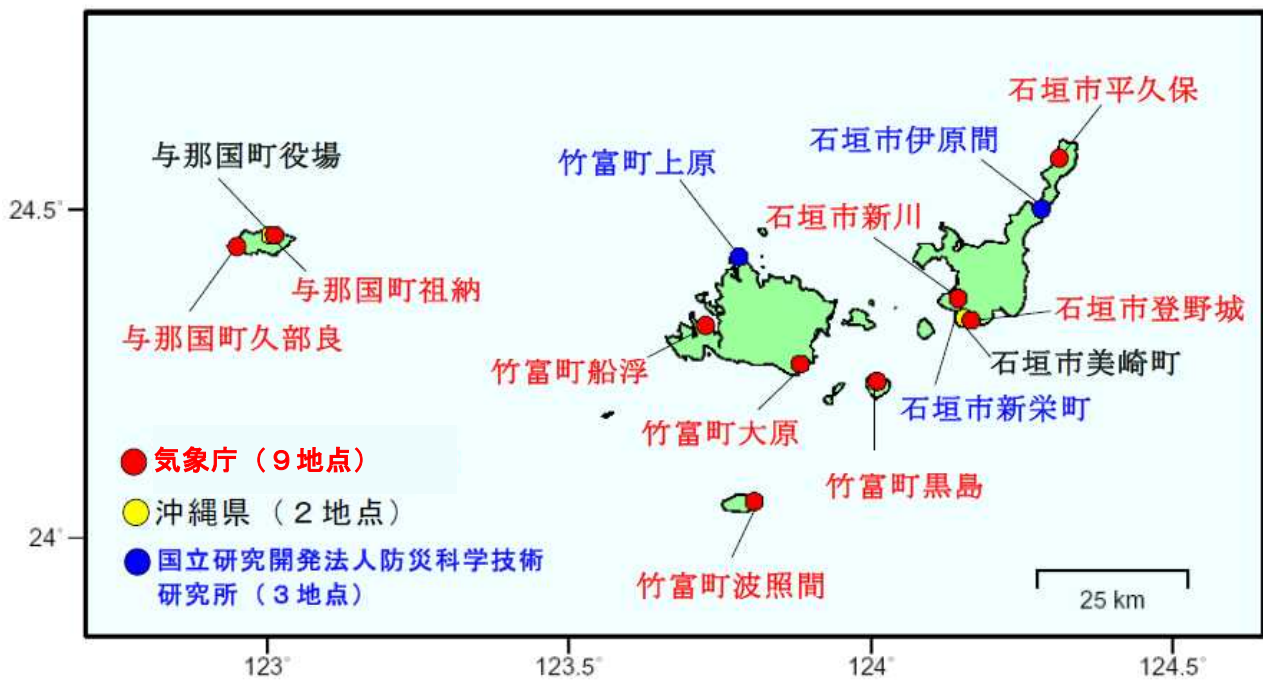 石垣市平久保
与那国町役場
竹富町上原
石垣市伊原間
24.5°
石垣市新川
与那国町祖納
与那国町久部良
石垣市登野城
竹富町船浮
石垣市美崎町
石垣市新栄町
竹富町大原
竹富町黒島
気象庁（９地点）
沖縄県（２地点）
24°
国立研究開発法人防災科学技術
研究所（３地点）
竹富町波照間
25 km
123°
123.5°
124°
124.5°